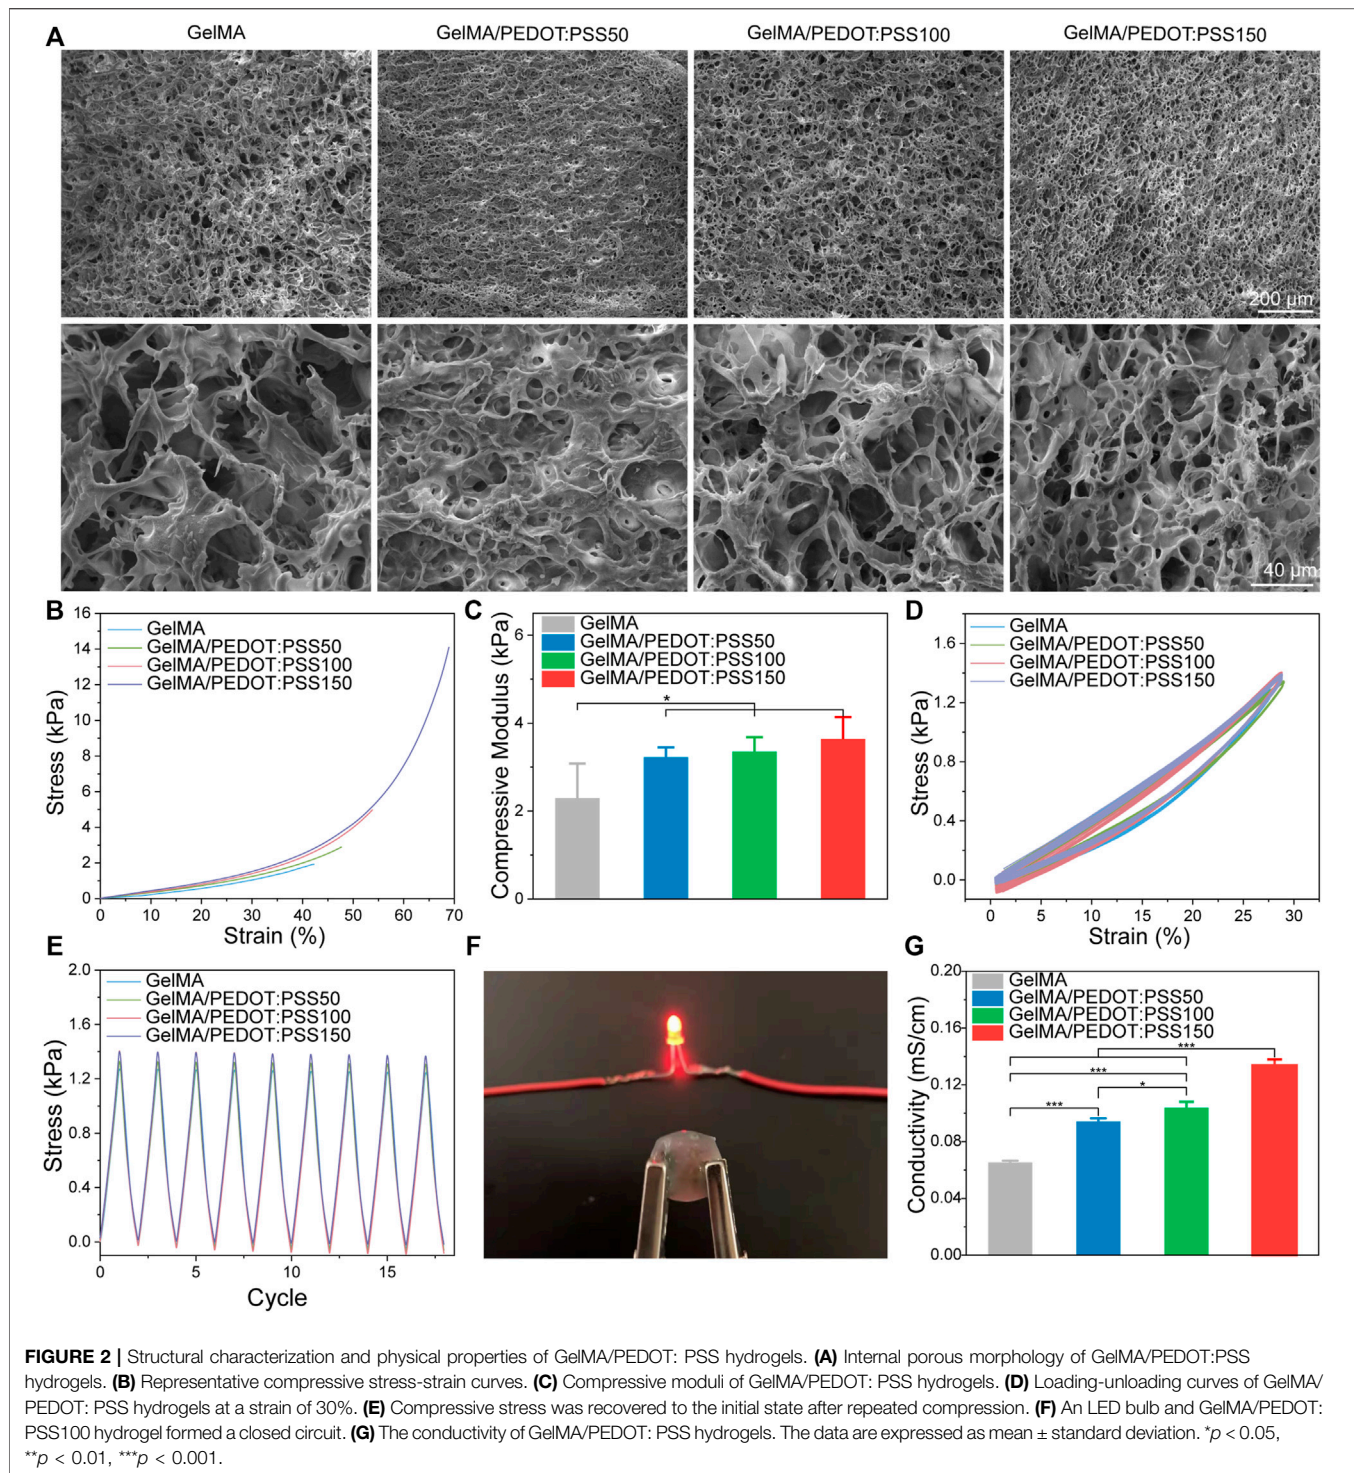 A
GelMA
GelMA/PEDOT:PSS50
GelMA/PEDOT:PSS100
GelMA/PEDOT:PSS150
200 µm
40 µm
B
16
14
12
10
8
6
4
2
0
Stress (kPa)
GelMA
GelMA/PEDOT:PSS50
GelMA/PEDOT:PSS100
GelMA/PEDOT:PSS150
0 10 20 30 40 50 60 70
Strain (%)
C
6
4
2
0
Compressive Modulus (kPa)
GelMA
GelMA/PEDOT:PSS50
GelMA/PEDOT:PSS100
GelMA/PEDOT:PSS150
*
D
1.6
1.2
0.8
0.4
0.0
Stress (kPa)
GelMA
GelMA/PEDOT:PSS50
GelMA/PEDOT:PSS100
GelMA/PEDOT:PSS150
0 5 10 15 20 25 30
Strain (%)
E
2.0
1.6
1.2
0.8
0.4
0.0
Stress (kPa)
GelMA
GelMA/PEDOT:PSS50
GelMA/PEDOT:PSS100
GelMA/PEDOT:PSS150
0 5 10 15
Cycle
F
G
0.20
0.16
0.12
0.08
0.04
0.00
Conductivity (mS/cm)
GelMA
GelMA/PEDOT:PSS50
GelMA/PEDOT:PSS100
GelMA/PEDOT:PSS150
***
***
*
***
FIGURE 2 | Structural characterization and physical properties of GelMA/PEDOT: PSS hydrogels. (A) Internal porous morphology of GelMA/PEDOT:PSS
hydrogels. (B) Representative compressive stress-strain curves. (C) Compressive moduli of GelMA/PEDOT: PSS hydrogels. (D) Loading-unloading curves of GelMA/
PEDOT: PSS hydrogels at a strain of 30%. (E) Compressive stress was recovered to the initial state after repeated compression. (F) An LED bulb and GelMA/PEDOT:
PSS100 hydrogel formed a closed circuit. (G) The conductivity of GelMA/PEDOT: PSS hydrogels. The data are expressed as mean ± standard deviation. *p < 0.05,
**p < 0.01, ***p < 0.001.